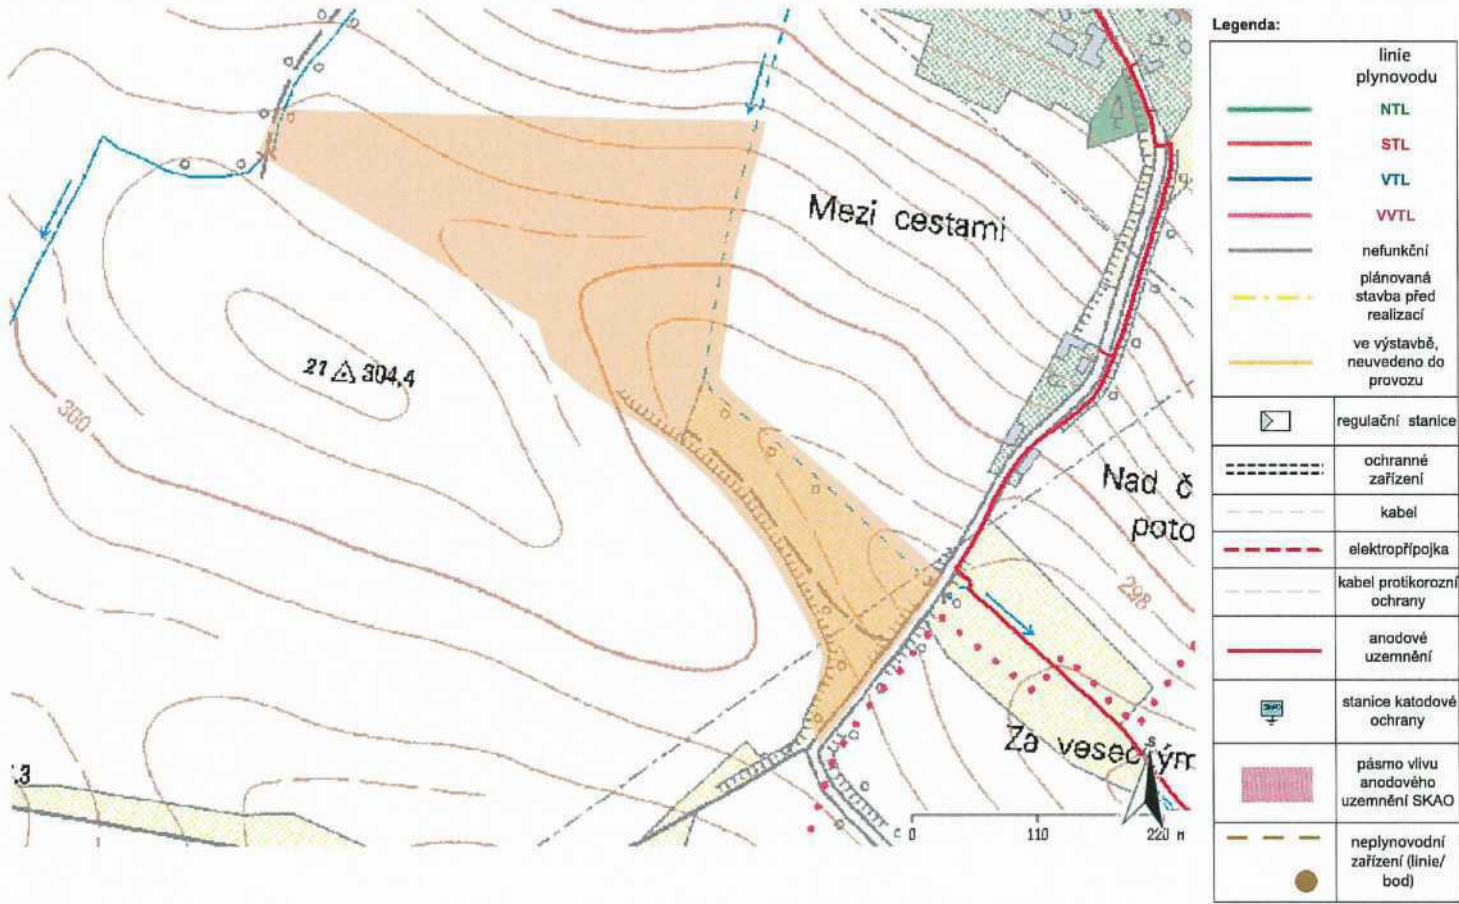 Mezi cestami
21 304,4
300
Nad č
poto
298
Za vesec ým
.3
S
0 110 220 m
Legenda:
linie
plynovodu
NTL
STL
VTL
VVTL
nefunkční
plánovaná
stavba před
realizací
ve výstavbě,
neuvedeno do
provozu
regulační stanice
ochranné
zařízení
kabel
elektropřípojka
kabel protikorozní
ochrany
anodové
uzemnění
stanice katodové
ochrany
pásmo vlivu
anodového
uzemnění SKAO
neplynovodní
zařízení (linie/
bod)